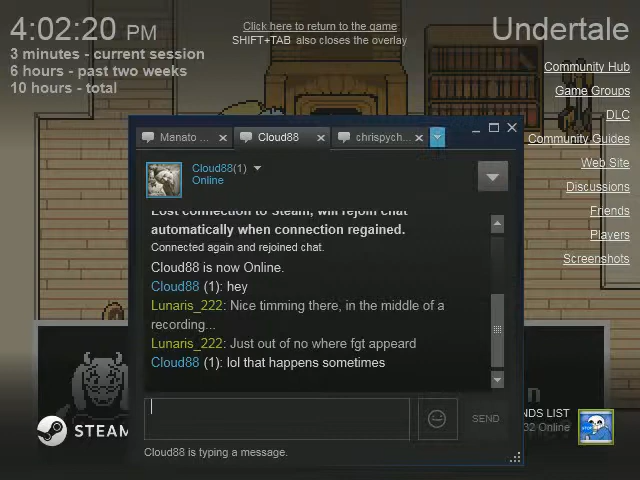 4:02:20 PM
3 minutes - current session
6 hours - past two weeks
10 hours - total
Click here to return to the game
SHIFT+TAB also closes the overlay
Undertale
Community Hub
Game Groups
DLC
Community Guides
Web Site
Discussions
Friends
Players
Screenshots
Manato ...
Cloud88
chrispych...
Cloud88(1)
Online
Lost connection to Steam, will rejoin chat
automatically when connection regained.
Connected again and rejoined chat.
Cloud88 is now Online.
Cloud88 (1): hey
Lunaris_222: Nice timming there, in the middle of a
recording...
Lunaris_222: Just out of no where fgt appeard
Cloud88 (1): lol that happens sometimes
SEND
Cloud88 is typing a message.
STEAM
NDS LIST
32 Online